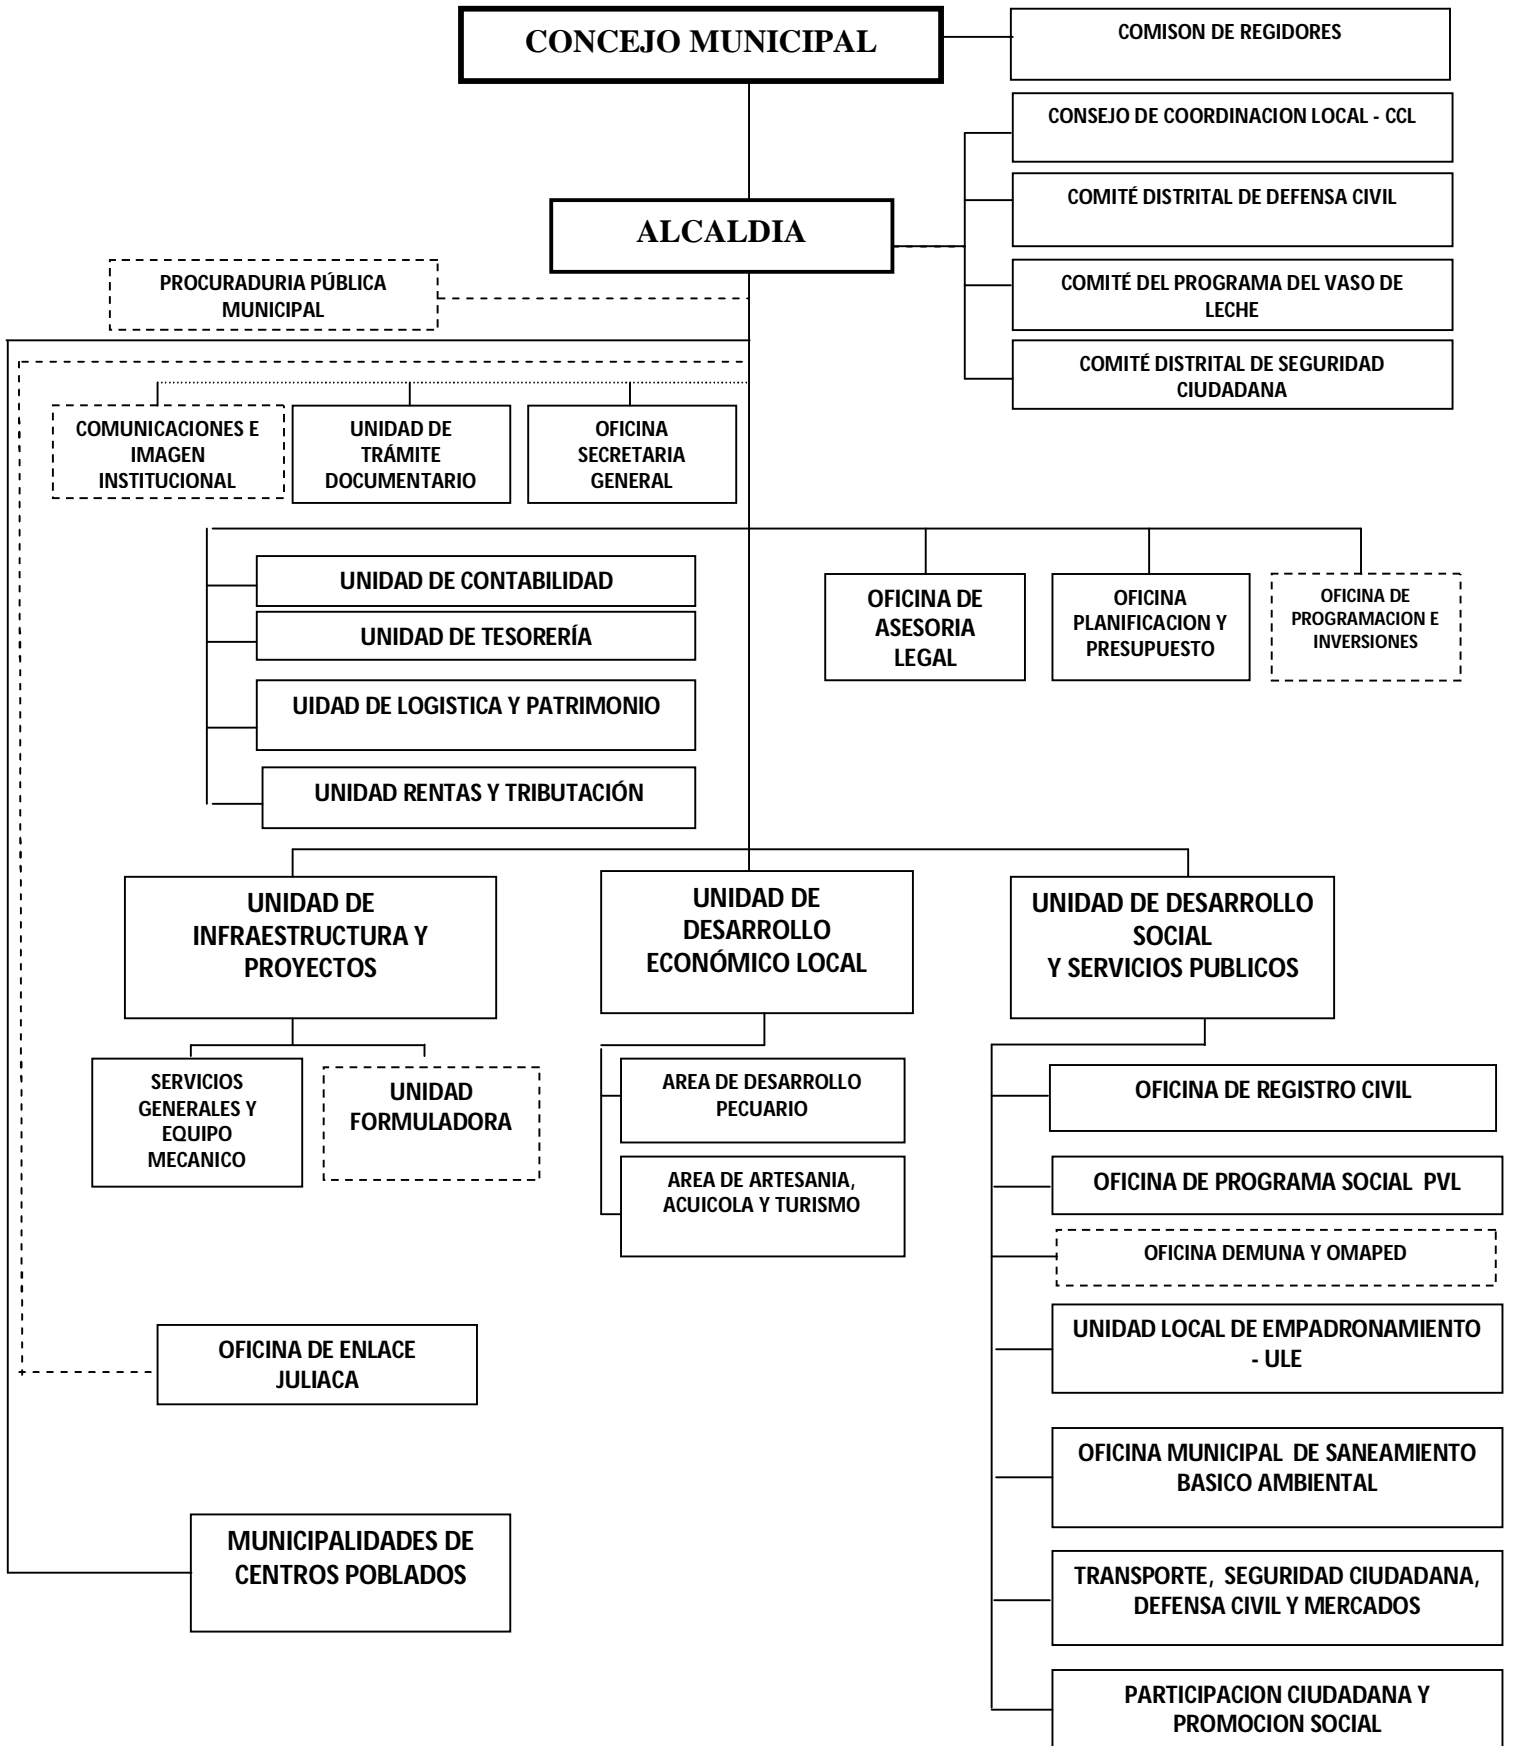 CONCEJO MUNICIPAL
COMISON DE REGIDORES
CONSEJO DE COORDINACION LOCAL - CCL
COMITÉ DISTRITAL DE DEFENSA CIVIL
ALCALDIA
COMITÉ DEL PROGRAMA DEL VASO DE
LECHE
PROCURADURIA PÚBLICA
MUNICIPAL
COMITÉ DISTRITAL DE SEGURIDAD
CIUDADANA
COMUNICACIONES E
IMAGEN
INSTITUCIONAL
UNIDAD DE
TRÁMITE
DOCUMENTARIO
OFICINA
SECRETARIA
GENERAL
UNIDAD DE CONTABILIDAD
UNIDAD DE TESORERÍA
UIDAD DE LOGISTICA Y PATRIMONIO
UNIDAD RENTAS Y TRIBUTACIÓN
OFICINA DE
ASESORIA
LEGAL
OFICINA
PLANIFICACION Y
PRESUPUESTO
OFICINA DE
PROGRAMACION E
INVERSIONES
UNIDAD DE
INFRAESTRUCTURA Y
PROYECTOS
UNIDAD DE
DESARROLLO
ECONÓMICO LOCAL
UNIDAD DE DESARROLLO
SOCIAL
Y SERVICIOS PUBLICOS
SERVICIOS
GENERALES Y
EQUIPO
MECANICO
UNIDAD
FORMULADORA
AREA DE DESARROLLO
PECUARIO
AREA DE ARTESANIA,
ACUICOLA Y TURISMO
OFICINA DE REGISTRO CIVIL
OFICINA DE PROGRAMA SOCIAL PVL
OFICINA DEMUNA Y OMAPED
UNIDAD LOCAL DE EMPADRONAMIENTO
- ULE
OFICINA MUNICIPAL DE SANEAMIENTO
BASICO AMBIENTAL
TRANSPORTE, SEGURIDAD CIUDADANA,
DEFENSA CIVIL Y MERCADOS
PARTICIPACION CIUDADANA Y
PROMOCION SOCIAL
OFICINA DE ENLACE
JULIACA
MUNICIPALIDADES DE
CENTROS POBLADOS